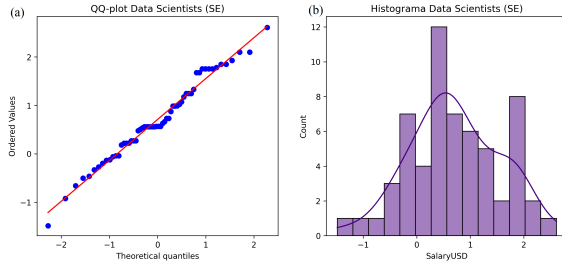 (a)
QQ-plot Data Scientists (SE)
Ordered Values
2
1
0
−1
−2
−1
0
1
2
Theoretical quantiles
(b)
Histograma Data Scientists (SE)
Count
12
10
8
6
4
2
0
−1
0
1
2
SalaryUSD